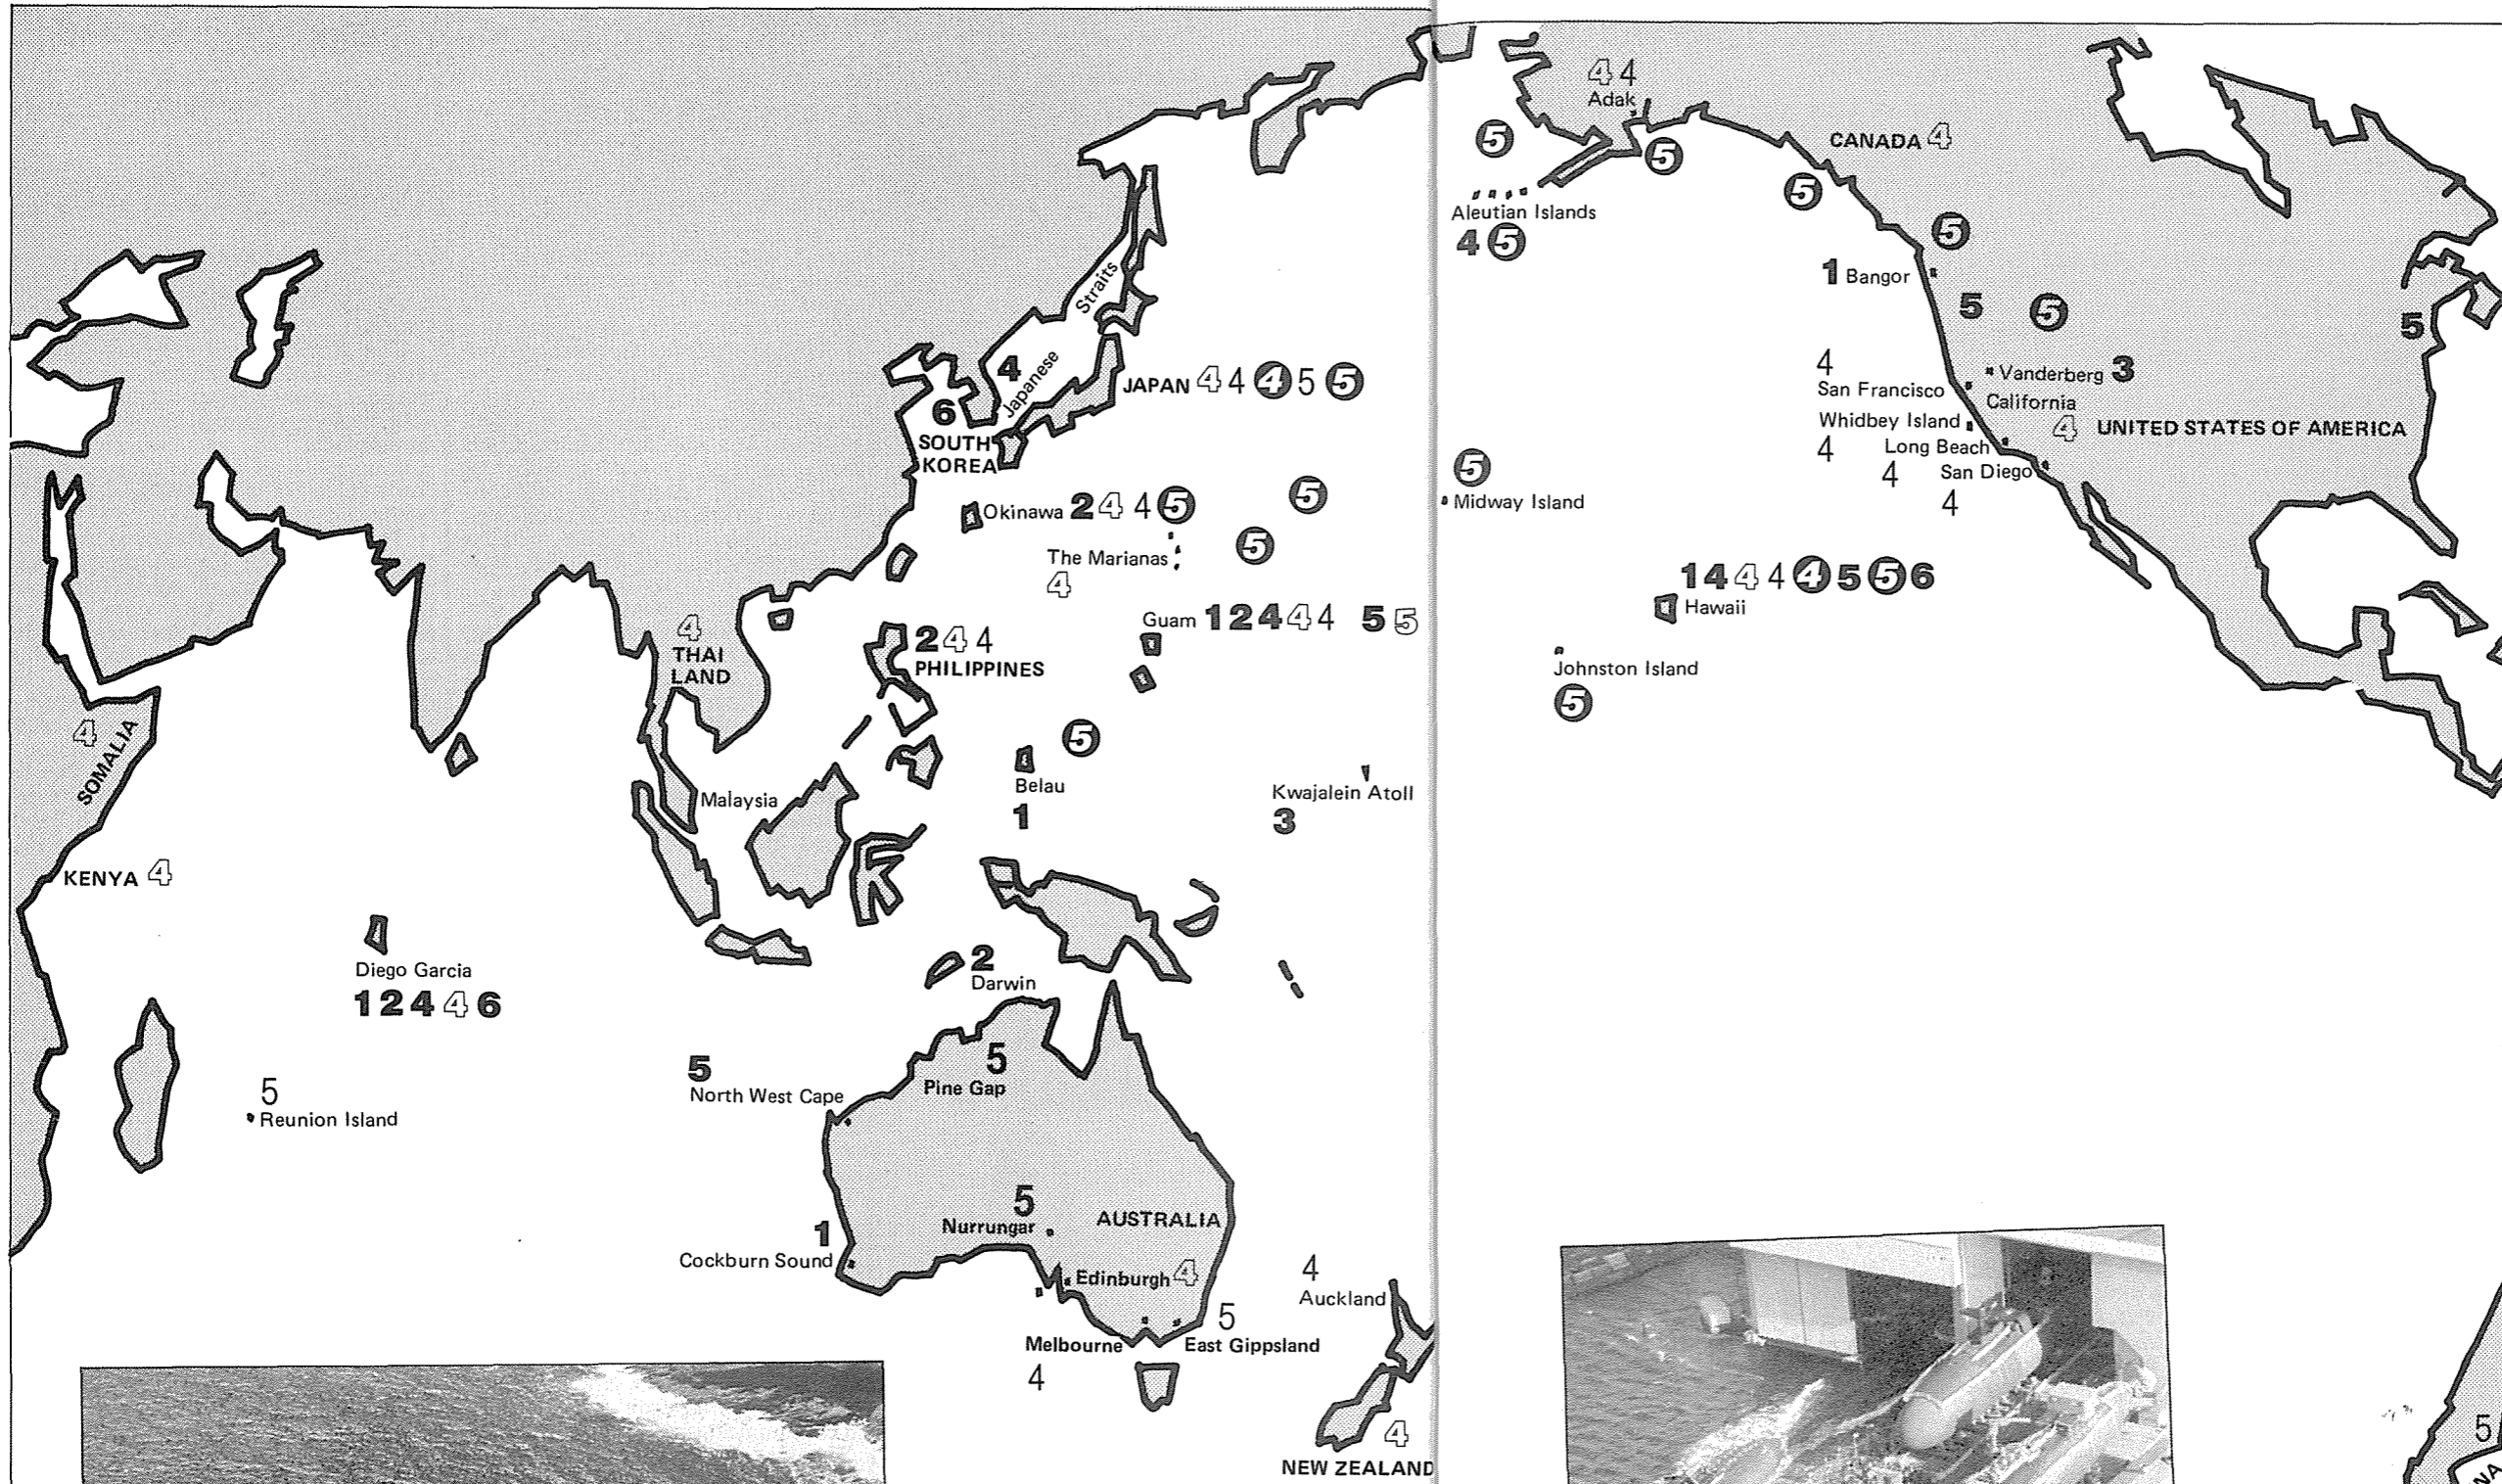 4 4
Adak
CANADA 4
5
5
5
Aleutian Islands
4 5
5
1 Bangor
5
5
5
Straits
Japanese
4
6
SOUTH
KOREA
JAPAN 4 4 4 5 5
4
San Francisco
Vanderberg 3
California
4
UNITED STATES OF AMERICA
Whidbey Island
4
Long Beach
4
San Diego
4
5
Midway Island
Okinawa 2 4 4 5
5
5
The Marianas
4
Guam 1 2 4 4 4 5 5
1 4 4 4 4 5 5 6
Hawaii
Johnston Island
5
4
THAI
LAND
2 4 4
PHILIPPINES
4
SOMALIA
Malaysia
5
Belau
1
Kwajalein Atoll
3
KENYA 4
Diego Garcia
1 2 4 4 6
2
Darwin
5
Reunion Island
5
North West Cape
5
Pine Gap
5
Nurrungar
AUSTRALIA
1
Cockburn Sound
Edinburgh 4
4
Auckland
5
Melbourne
East Gippsland
4
4
NEW ZEALAND
5